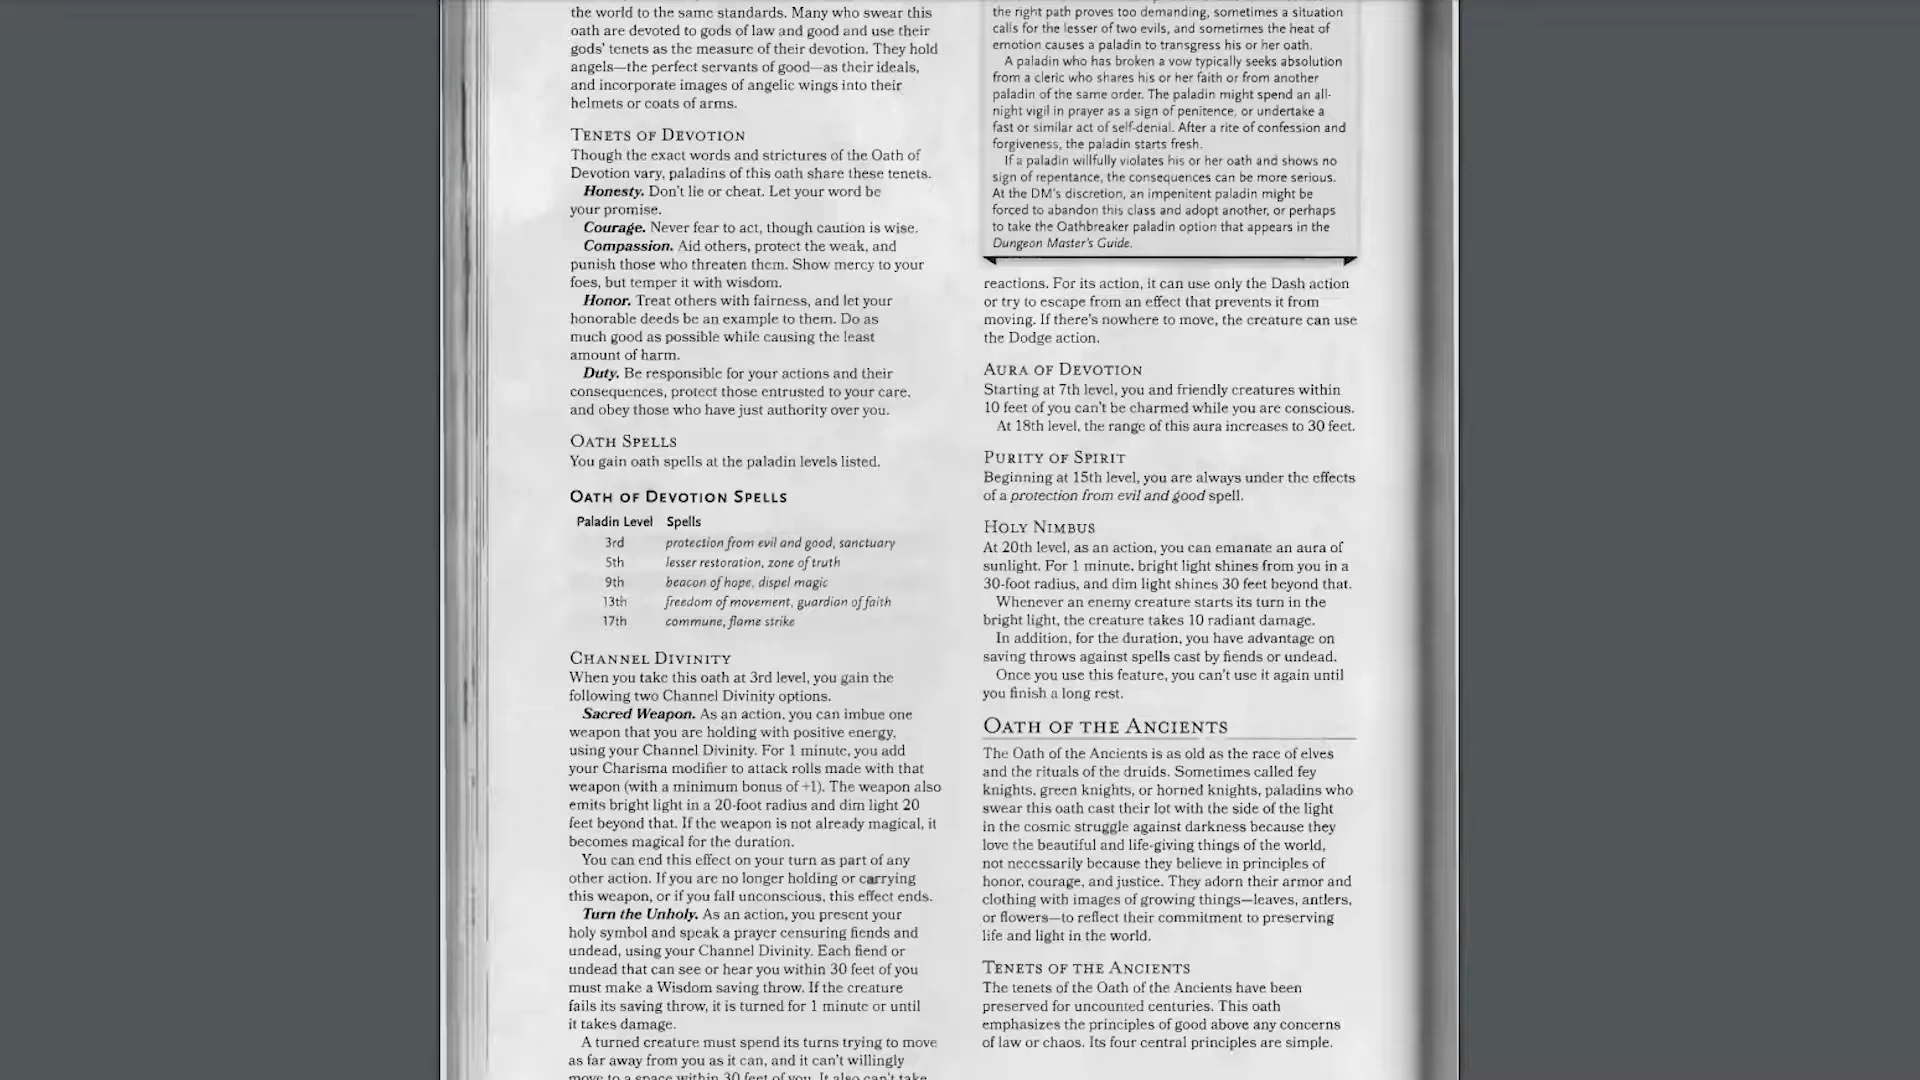 the world to the same standards. Many who swear this
oath are devoted to gods of law and good and use their
gods' tenets as the measure of their devotion. They hold
angels—the perfect servants of good—as their ideals,
and incorporate images of angelic wings into their
helmets or coats of arms.
Tenets of Devotion
Though the exact words and strictures of the Oath of
Devotion vary, paladins of this oath share these tenets.
Honesty. Don't lie or cheat. Let your word be
your promise.
Courage. Never fear to act, though caution is wise.
Compassion. Aid others, protect the weak, and
punish those who threaten them. Show mercy to your
foes, but temper it with wisdom.
Honor. Treat others with fairness, and let your
honorable deeds be an example to them. Do as
much good as possible while causing the least
amount of harm.
Duty. Be responsible for your actions and their
consequences, protect those entrusted to your care,
and obey those who have just authority over you.
Oath Spells
You gain oath spells at the paladin levels listed.
Oath of Devotion Spells
Paladin Level Spells
3rd protection from evil and good, sanctuary
5th lesser restoration, zone of truth
9th beacon of hope, dispel magic
13th freedom of movement, guardian of faith
17th commune, flame strike
Channel Divinity
When you take this oath at 3rd level, you gain the
following two Channel Divinity options.
Sacred Weapon. As an action, you can imbue one
weapon that you are holding with positive energy,
using your Channel Divinity. For 1 minute, you add
your Charisma modifier to attack rolls made with that
weapon (with a minimum bonus of +1). The weapon also
emits bright light in a 20-foot radius and dim light 20
feet beyond that. If the weapon is not already magical, it
becomes magical for the duration.
You can end this effect on your turn as part of any
other action. If you are no longer holding or carrying
this weapon, or if you fall unconscious, this effect ends.
Turn the Unholy. As an action, you present your
holy symbol and speak a prayer censuring fiends and
undead, using your Channel Divinity. Each fiend or
undead that can see or hear you within 30 feet of you
must make a Wisdom saving throw. If the creature
fails its saving throw, it is turned for 1 minute or until
it takes damage.
A turned creature must spend its turns trying to move
as far away from you as it can, and it can't willingly
move to a space within 30 feet of you. It also can't take
the right path proves too demanding, sometimes a situation
calls for the lesser of two evils, and sometimes the heat of
emotion causes a paladin to transgress his or her oath.
A paladin who has broken a vow typically seeks absolution
from a cleric who shares his or her faith or from another
paladin of the same order. The paladin might spend an all-
night vigil in prayer as a sign of penitence, or undertake a
fast or similar act of self-denial. After a rite of confession and
forgiveness, the paladin starts fresh.
If a paladin willfully violates his or her oath and shows no
sign of repentance, the consequences can be more serious.
At the DM's discretion, an impenitent paladin might be
forced to abandon this class and adopt another, or perhaps
to take the Oathbreaker paladin option that appears in the
Dungeon Master's Guide.
reactions. For its action, it can use only the Dash action
or try to escape from an effect that prevents it from
moving. If there's nowhere to move, the creature can use
the Dodge action.
Aura of Devotion
Starting at 7th level, you and friendly creatures within
10 feet of you can't be charmed while you are conscious.
At 18th level, the range of this aura increases to 30 feet.
Purity of Spirit
Beginning at 15th level, you are always under the effects
of a protection from evil and good spell.
Holy Nimbus
At 20th level, as an action, you can emanate an aura of
sunlight. For 1 minute, bright light shines from you in a
30-foot radius, and dim light shines 30 feet beyond that.
Whenever an enemy creature starts its turn in the
bright light, the creature takes 10 radiant damage.
In addition, for the duration, you have advantage on
saving throws against spells cast by fiends or undead.
Once you use this feature, you can't use it again until
you finish a long rest.
Oath of the Ancients
The Oath of the Ancients is as old as the race of elves
and the rituals of the druids. Sometimes called fey
knights, green knights, or horned knights, paladins who
swear this oath cast their lot with the side of the light
in the cosmic struggle against darkness because they
love the beautiful and life-giving things of the world,
not necessarily because they believe in principles of
honor, courage, and justice. They adorn their armor and
clothing with images of growing things—leaves, antlers,
or flowers—to reflect their commitment to preserving
life and light in the world.
Tenets of the Ancients
The tenets of the Oath of the Ancients have been
preserved for uncounted centuries. This oath
emphasizes the principles of good above any concerns
of law or chaos. Its four central principles are simple.